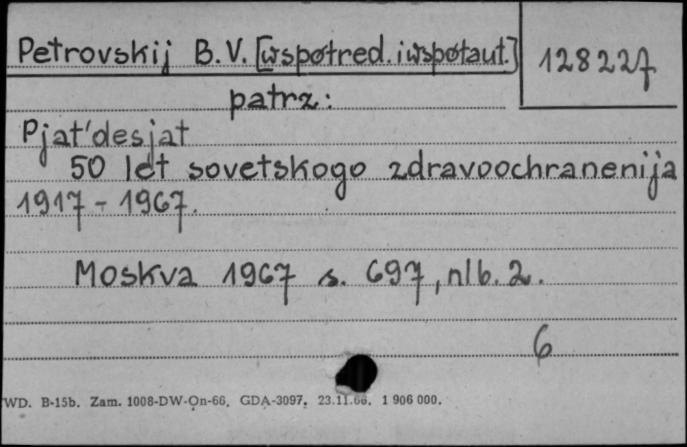 Petrovskij B.V. [współred. i współaut.] 128227
patrz:
Pjat'desjat
50 let sovetskogo zdravoochranenija
1917-1967.
Moskva 1967 s. 697, nlb. 2.
6
WD. B-15b. Zam. 1008-DW-On-66. GDA-3097. 23.11.66. 1 906 000.